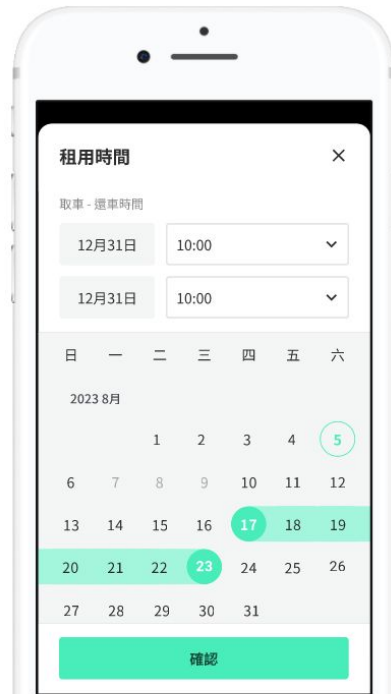 租用時間
取車 - 還車時間
12月31日 10:00
12月31日 10:00
日 一 二 三 四 五 六
2023 8月
1 2 3 4 5
6 7 8 9 10 11 12
13 14 15 16 17 18 19
20 21 22 23 24 25 26
27 28 29 30 31
確認